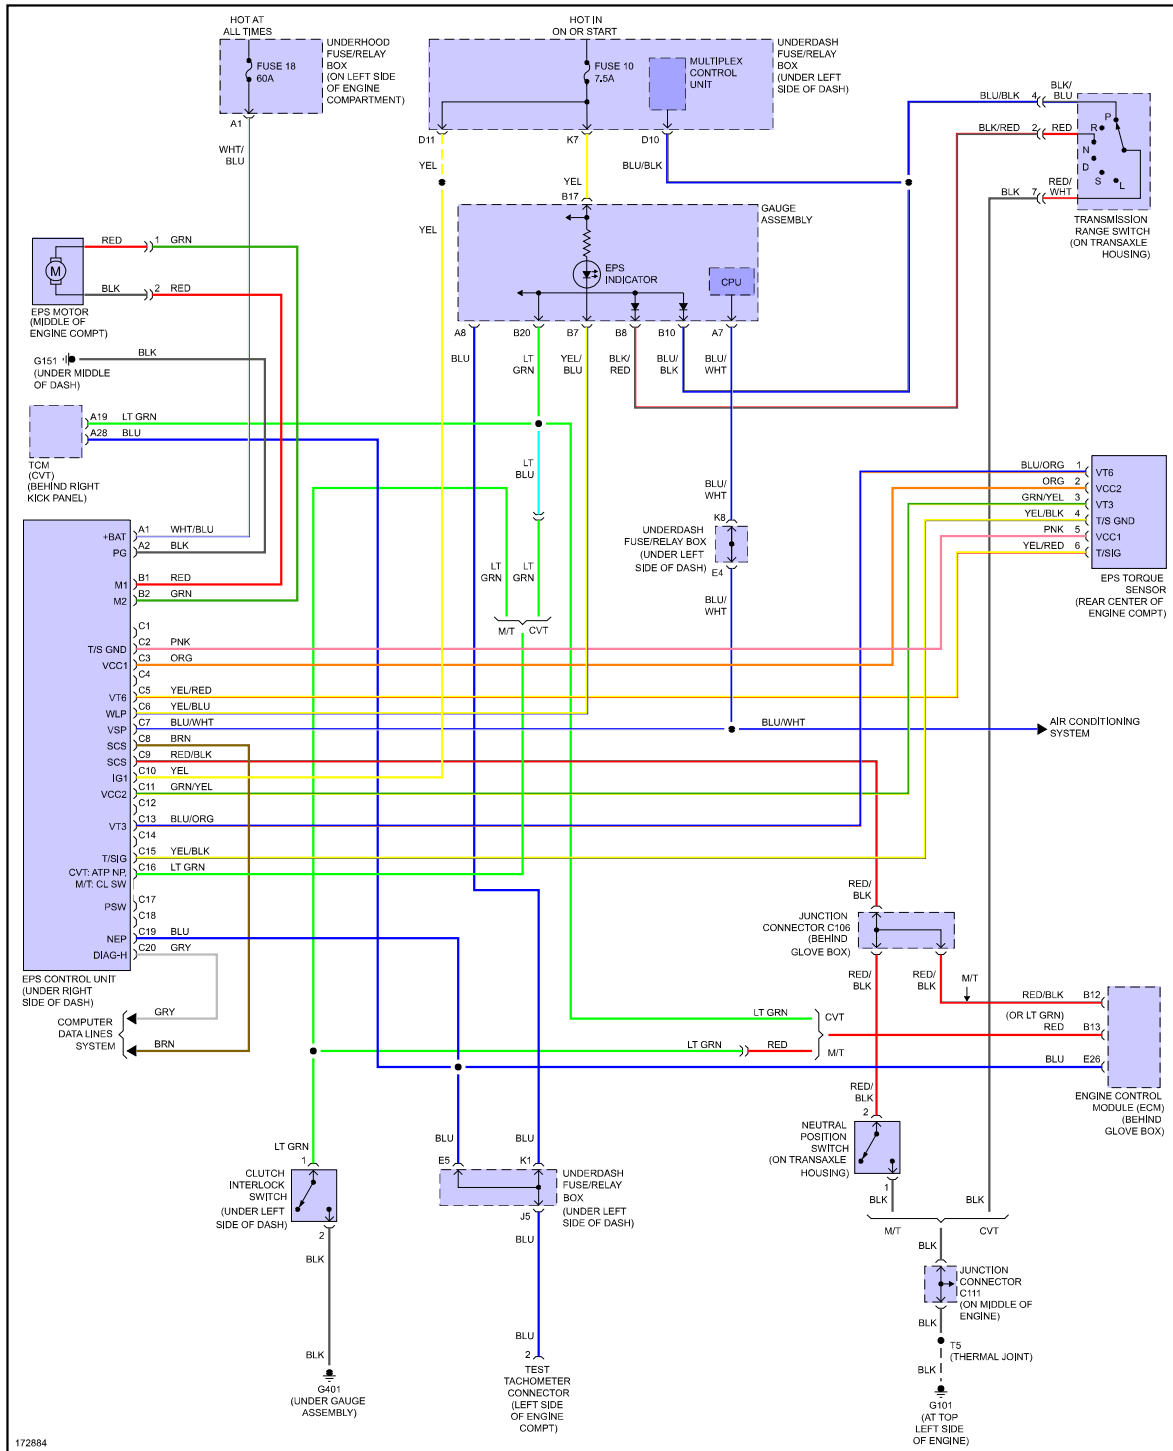 HOT AT
ALL TIMES
FUSE 18
60A
UNDERHOOD
FUSE/RELAY
BOX
(ON LEFT SIDE
OF ENGINE
COMPARTMENT)
A1
WHT/
BLU
HOT IN
ON OR START
FUSE 10
7.5A
MULTIPLEX
CONTROL
UNIT
UNDERDASH
FUSE/RELAY
BOX
(UNDER LEFT
SIDE OF DASH)
D11
K7
D10
YEL
BLU/BLK
YEL
B17
YEL
BLU/BLK
4
BLK/
BLU
BLK/RED
2
RED
BLK
7
RED/
WHT
P
R
N
D
S
L
TRANSMISSION
RANGE SWITCH
(ON TRANSAXLE
HOUSING)
GAUGE
ASSEMBLY
EPS
INDICATOR
CPU
A8
B20
B7
B8
B10
A7
BLU
LT
GRN
YEL/
BLU
BLK/
RED
BLU/
BLK
BLU/
WHT
M
RED
1
GRN
BLK
2
RED
EPS MOTOR
(MIDDLE OF
ENGINE COMPT)
G151
(UNDER MIDDLE
OF DASH)
BLK
A19
LT GRN
A28
BLU
TCM
(CVT)
(BEHIND RIGHT
KICK PANEL)
LT
BLU
BLU/
WHT
K8
UNDERDASH
FUSE/RELAY BOX
(UNDER LEFT
SIDE OF DASH)
E4
BLU/
WHT
LT
GRN
LT
GRN
M/T
CVT
BLU/ORG
1
VT6
ORG
2
VCC2
GRN/YEL
3
VT3
YEL/BLK
4
T/S GND
PNK
5
VCC1
YEL/RED
6
T/SIG
EPS TORQUE
SENSOR
(REAR CENTER OF
ENGINE COMPT)
+BAT
A1
WHT/BLU
PG
A2
BLK
M1
B1
RED
M2
B2
GRN
C1
T/S GND
C2
PNK
VCC1
C3
ORG
C4
VT6
C5
YEL/RED
WLP
C6
YEL/BLU
VSP
C7
BLU/WHT
SCS
C8
BRN
SCS
C9
RED/BLK
IG1
C10
YEL
VCC2
C11
GRN/YEL
C12
VT3
C13
BLU/ORG
C14
T/SIG
C15
YEL/BLK
CVT: ATP NP,
M/T: CL SW
C16
LT GRN
PSW
C17
C18
NEP
C19
BLU
DIAG-H
C20
GRY
EPS CONTROL UNIT
(UNDER RIGHT
SIDE OF DASH)
BLU/WHT
AIR CONDITIONING
SYSTEM
COMPUTER
DATA LINES
SYSTEM
GRY
BRN
RED/
BLK
JUNCTION
CONNECTOR C106
(BEHIND
GLOVE BOX)
RED/
BLK
RED/
BLK
M/T
RED/BLK
B12
(OR LT GRN)
RED
B13
BLU
E26
ENGINE CONTROL
MODULE (ECM)
(BEHIND
GLOVE BOX)
LT GRN
CVT
LT GRN
RED
M/T
RED/
BLK
2
NEUTRAL
POSITION
SWITCH
(ON TRANSAXLE
HOUSING)
1
BLK
BLK
M/T
CVT
BLK
JUNCTION
CONNECTOR
C111
(ON MIDDLE OF
ENGINE)
BLK
T5
(THERMAL JOINT)
BLK
G101
(AT TOP
LEFT SIDE
OF ENGINE)
LT GRN
1
CLUTCH
INTERLOCK
SWITCH
(UNDER LEFT
SIDE OF DASH)
2
BLK
BLK
G401
(UNDER GAUGE
ASSEMBLY)
BLU
BLU
E5
K1
UNDERDASH
FUSE/RELAY
BOX
(UNDER LEFT
SIDE OF DASH)
J5
BLU
BLU
2
TEST
TACHOMETER
CONNECTOR
(LEFT SIDE
OF ENGINE
COMPT)
172884